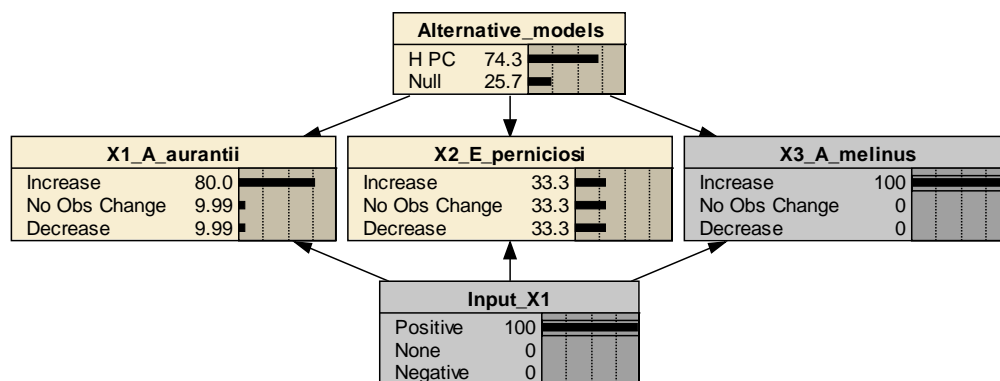 Alternative_models
H PC 74.3
Null 25.7
X1_A_aurantii
Increase 80.0
No Obs Change 9.99
Decrease 9.99
X2_E_perniciosi
Increase 33.3
No Obs Change 33.3
Decrease 33.3
X3_A_melinus
Increase 100
No Obs Change 0
Decrease 0
Input_X1
Positive 100
None 0
Negative 0